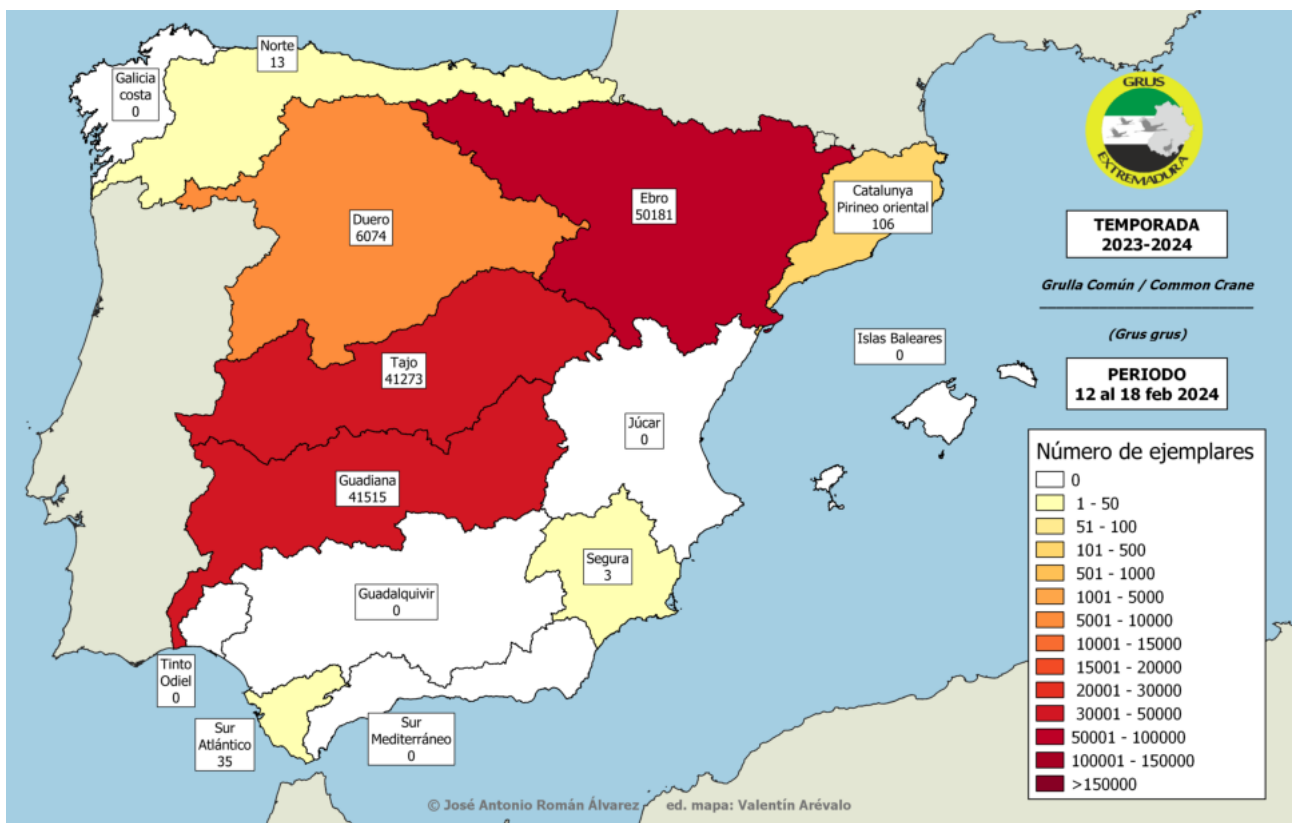 Norte
13
Galicia
costa
0
GRUS
EXTREMADURA
Catalunya
Pirineo oriental
106
Ebro
50181
Duero
6074
TEMPORADA
2023-2024
Grulla Común / Common Crane
(Grus grus)
Islas Baleares
0
PERIODO
12 al 18 feb 2024
Tajo
41273
Júcar
0
Número de ejemplares
0
1 - 50
51 - 100
101 - 500
501 - 1000
1001 - 5000
5001 - 10000
10001 - 15000
15001 - 20000
20001 - 30000
30001 - 50000
50001 - 100000
100001 - 150000
>150000
Guadiana
41515
Segura
3
Guadalquivir
0
Tinto
Odiel
0
Sur
Atlántico
35
Sur
Mediterráneo
0
© José Antonio Román Álvarez ed. mapa: Valentín Arévalo